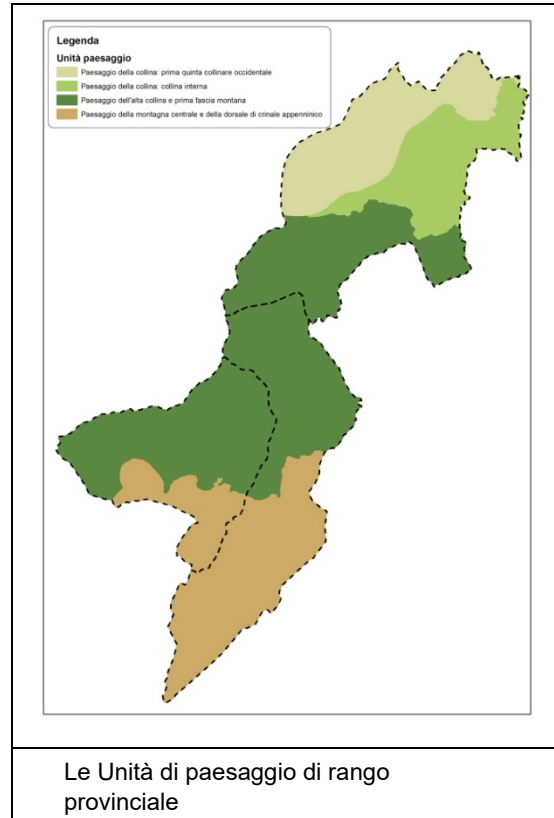 Legenda
Unità paesaggio
Paesaggio della collina: prima quinta collinare occidentale
Paesaggio della collina: collina interna
Paesaggio dell'alta collina e prima fascia montana
Paesaggio della montagna centrale e della dorsale di crinale appenninico
Le Unità di paesaggio di rango
provinciale